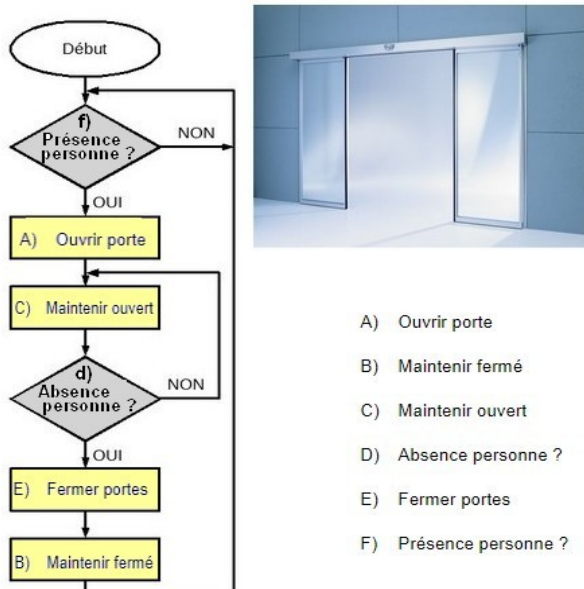 Début
f)
Présence
personne ?
NON
OUI
A) Ouvrir porte
C) Maintenir ouvert
d)
Absence
personne ?
NON
OUI
E) Fermer portes
B) Maintenir fermé
A) Ouvrir porte
B) Maintenir fermé
C) Maintenir ouvert
D) Absence personne ?
E) Fermer portes
F) Présence personne ?